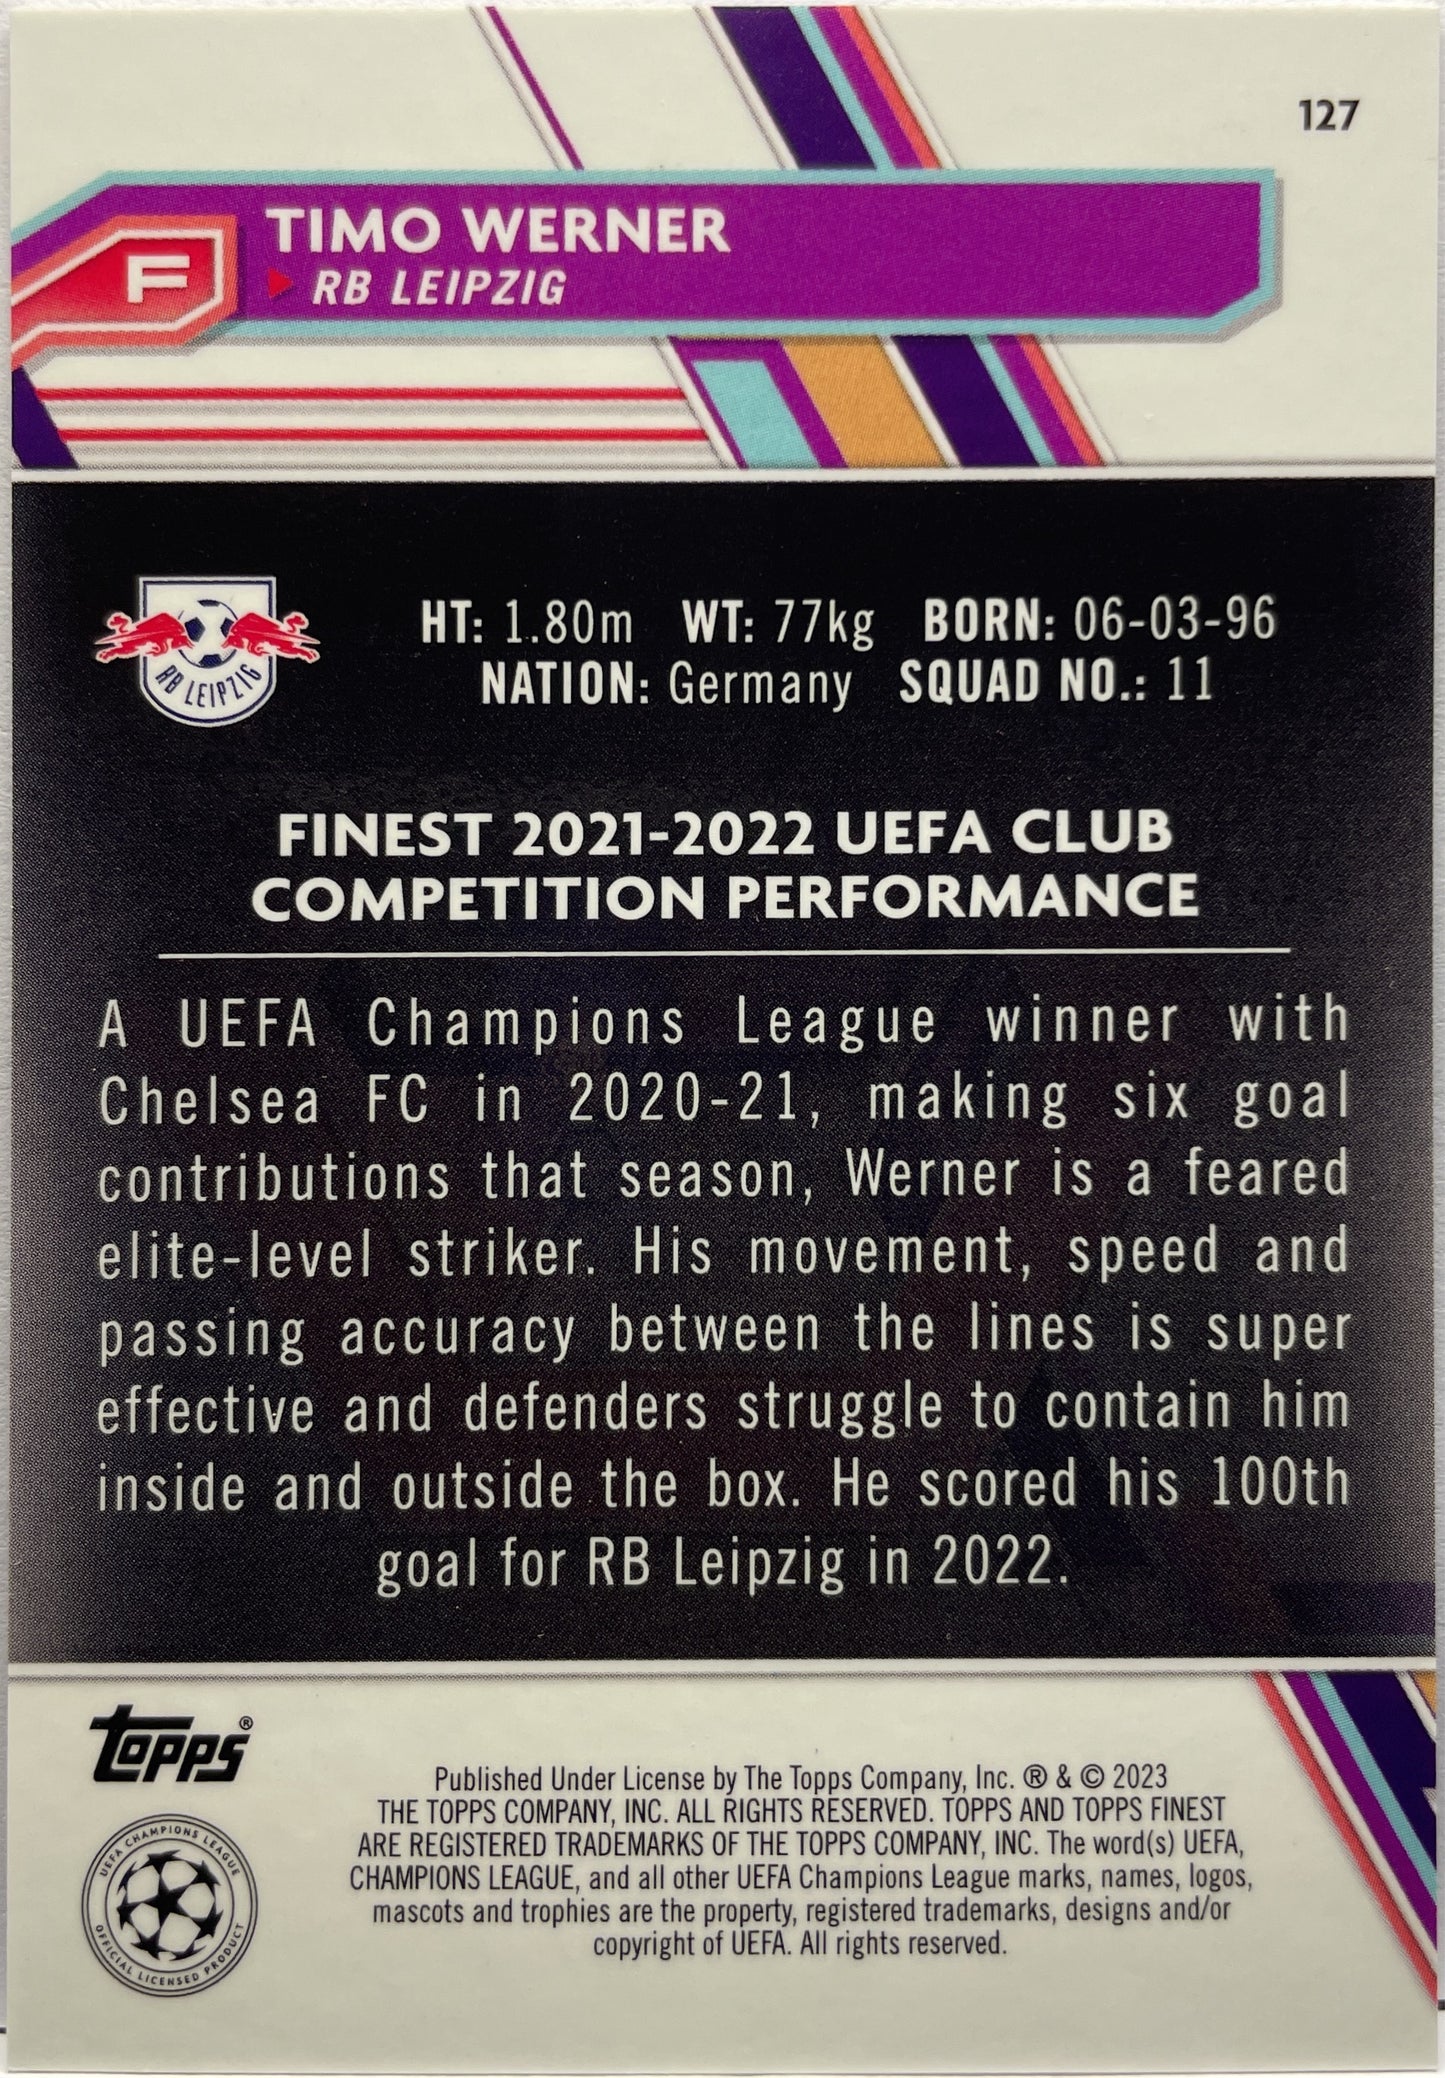 127
TIMO WERNER
F
RB LEIPZIG
HT: 1.80m WT: 77kg BORN: 06-03-96
RB LEIPZIG
NATION: Germany SQUAD NO.: 11
FINEST 2021-2022 UEFA CLUB
COMPETITION PERFORMANCE
A UEFA Champions League winner with
Chelsea FC in 2020-21, making six goal
contributions that season, Werner is a feared
elite-level striker. His movement, speed and
passing accuracy between the lines is super
effective and defenders struggle to contain him
inside and outside the box. He scored his 100th
goal for RB Leipzig in 2022.
TOPPS®
Published Under License by The Topps Company, Inc. ® & © 2023
THE TOPPS COMPANY, INC. ALL RIGHTS RESERVED. TOPPS AND TOPPS FINEST
ARE REGISTERED TRADEMARKS OF THE TOPPS COMPANY, INC. The word(s) UEFA,
CHAMPIONS LEAGUE, and all other UEFA Champions League marks, names, logos,
mascots and trophies are the property, registered trademarks, designs and/or
copyright of UEFA. All rights reserved.
UEFA CHAMPIONS LEAGUE
OFFICIAL LICENSED PRODUCT